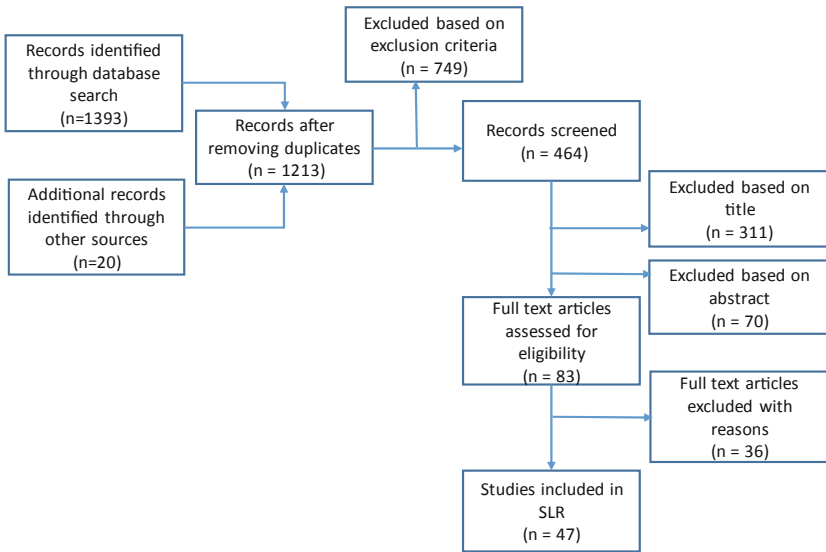 Records identified
through database
search
(n=1393)
Additional records
identified through
other sources
(n=20)
Records after
removing duplicates
(n = 1213)
Excluded based on
exclusion criteria
(n = 749)
Records screened
(n = 464)
Excluded based on
title
(n = 311)
Excluded based on
abstract
(n = 70)
Full text articles
assessed for
eligibility
(n = 83)
Full text articles
excluded with
reasons
(n = 36)
Studies included in
SLR
(n = 47)